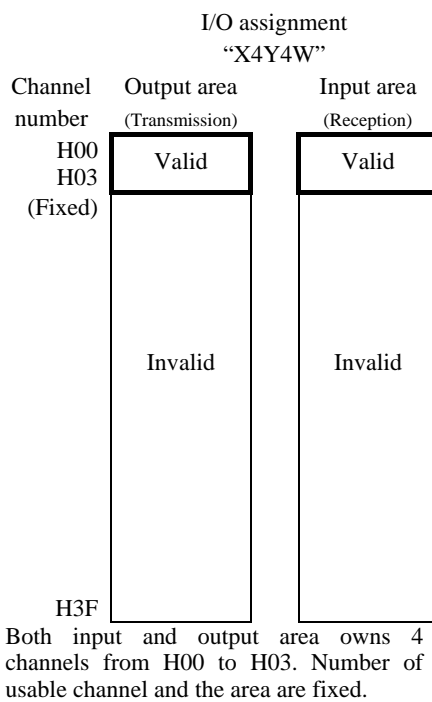 I/O assignment
“X4Y4W”
Channel number
Output area
(Transmission)
Input area
(Reception)
H00
H03
(Fixed)
Valid
Valid
Invalid
Invalid
H3F
Both input and output area owns 4
channels from H00 to H03. Number of
usable channel and the area are fixed.